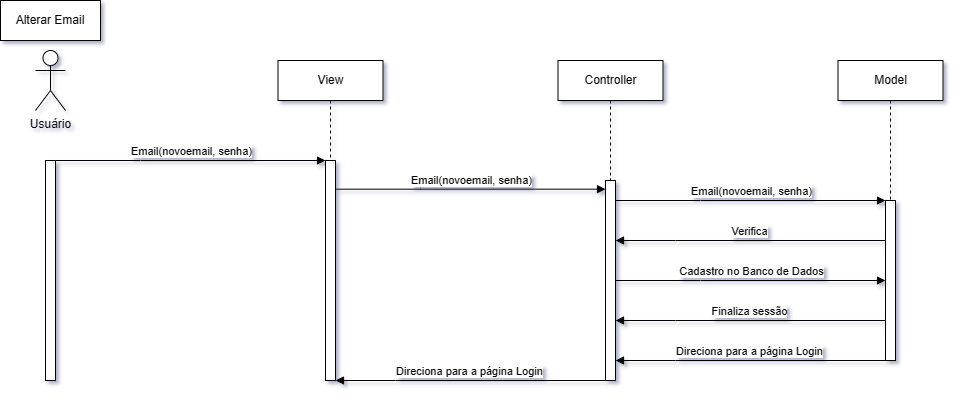 Alterar Email
Usuário
View
Controller
Model
Email(novoemail, senha)
Email(novoemail, senha)
Email(novoemail, senha)
Verifica
Cadastro no Banco de Dados
Finaliza sessão
Direciona para a página Login
Direciona para a página Login